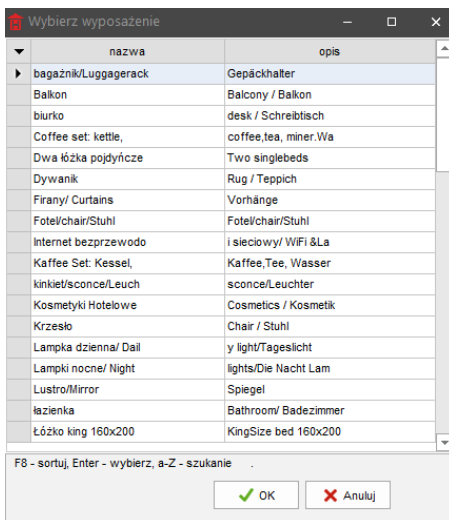 Wybierz wyposażenie
nazwa opis
bagażnik/Luggagerack Gepäckhalter
Balkon Balcony / Balkon
biurko desk / Schreibtisch
Coffee set: kettle, coffee,tea, miner.Wa
Dwa łóżka pojdyńcze Two singlebeds
Dywanik Rug / Teppich
Firany/ Curtains Vorhänge
Fotel/chair/Stuhl Fotel/chair/Stuhl
Internet bezprzewodo i sieciowy/ WiFi &La
Kaffee Set: Kessel, Kaffee,Tee, Wasser
kinkiet/sconce/Leuch sconce/Leuchter
Kosmetyki Hotelowe Cosmetics / Kosmetik
Krzesło Chair / Stuhl
Lampka dzienna/ Dail y light/Tageslicht
Lampki nocne/ Night lights/Die Nacht Lam
Lustro/Mirror Spiegel
łazienka Bathroom/ Badezimmer
Łóżko king 160x200 KingSize bed 160x200
F8 - sortuj, Enter - wybierz, a-Z - szukanie .
OK Anuluj